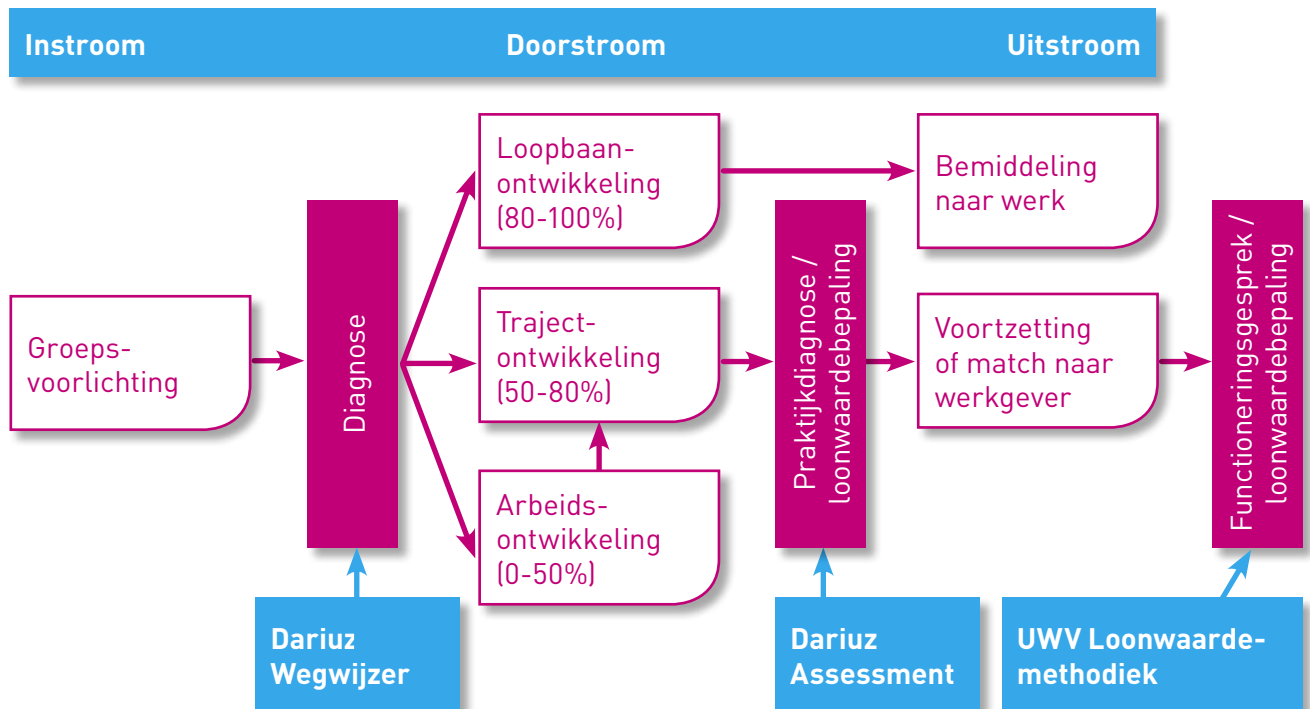 Instroom
Doorstroom
Uitstroom
Groeps-
voorlichting
Diagnose
Loopbaan-
ontwikkeling
(80-100%)
Traject-
ontwikkeling
(50-80%)
Arbeids-
ontwikkeling
(0-50%)
Praktijkdiagnose /
loonwaardebepaling
Bemiddeling
naar werk
Voortzetting
of match naar
werkgever
Functioneringsgesprek /
loonwaardebepaling
Dariuz
Wegwijzer
Dariuz
Assessment
UWV Loonwaarde-
methodiek